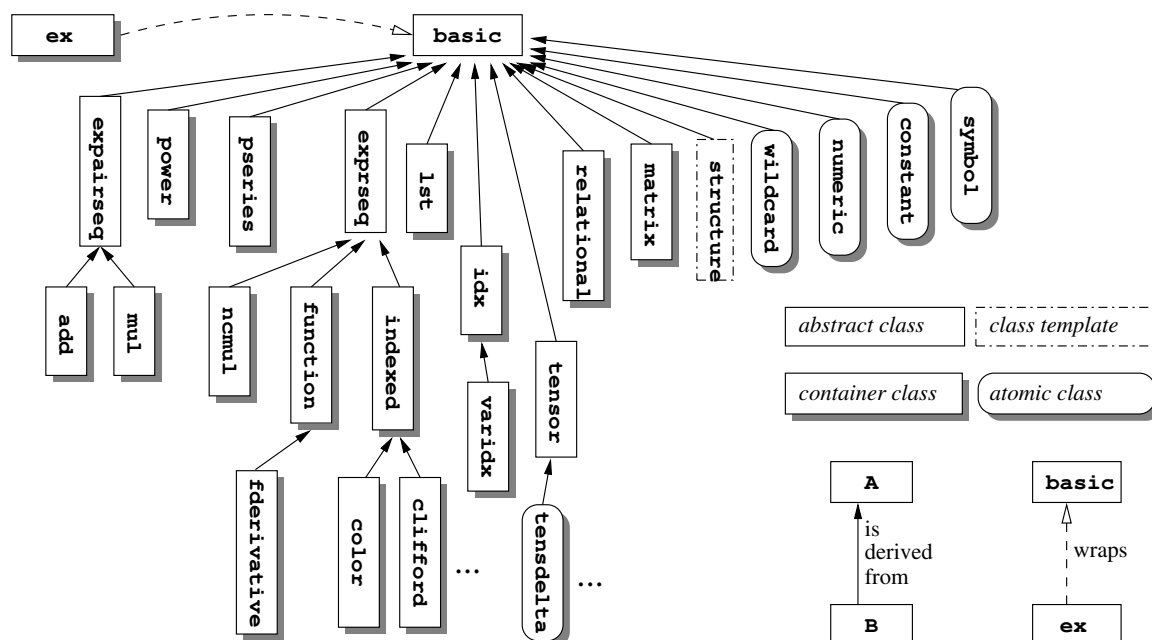 ex
basic
expairseq
power
pseries
exprseq
lst
idx
tensor
relational
matrix
structure
wildcard
numeric
constant
symbol
add
mul
ncmul
function
indexed
varidx
fderivative
color
clifford
...
tensdelta
...
abstract class
class template
container class
atomic class
A
is
derived
from
B
basic
wraps
ex